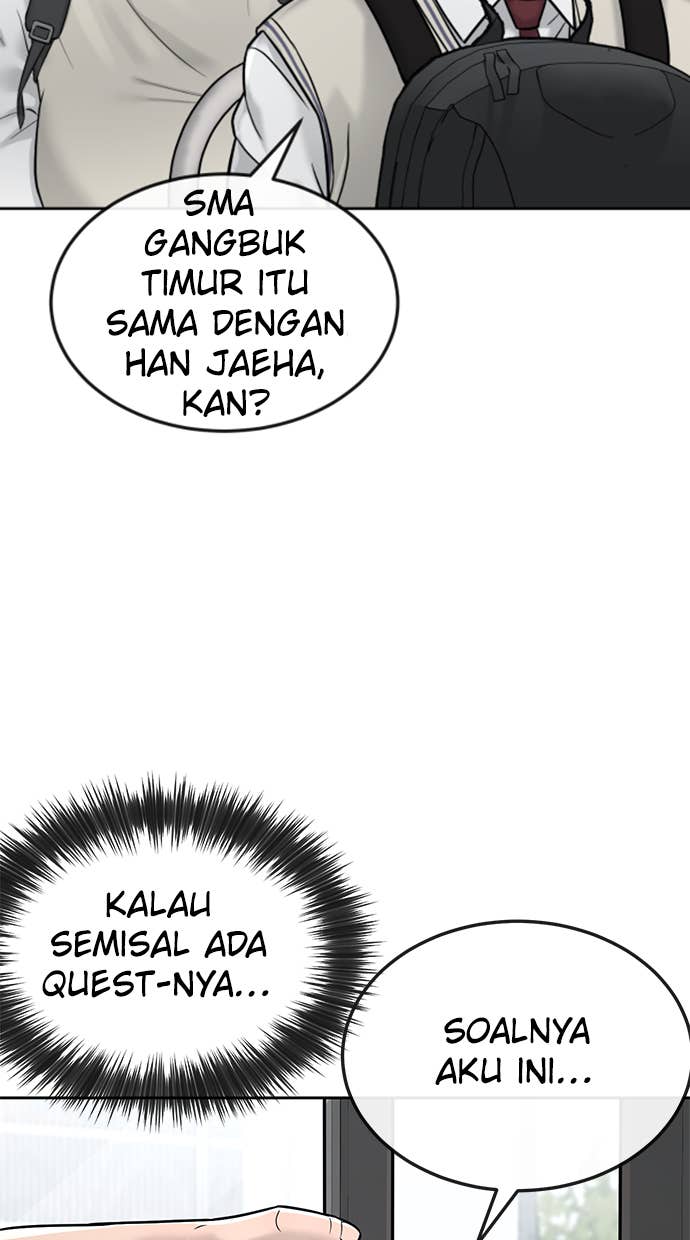 SMA
GANGBUK
TIMUR ITU
SAMA DENGAN
HAN JAEHA,
KAN?
KALAU
SEMISAL ADA
QUEST-NYA...
SOALNYA
AKU INI...